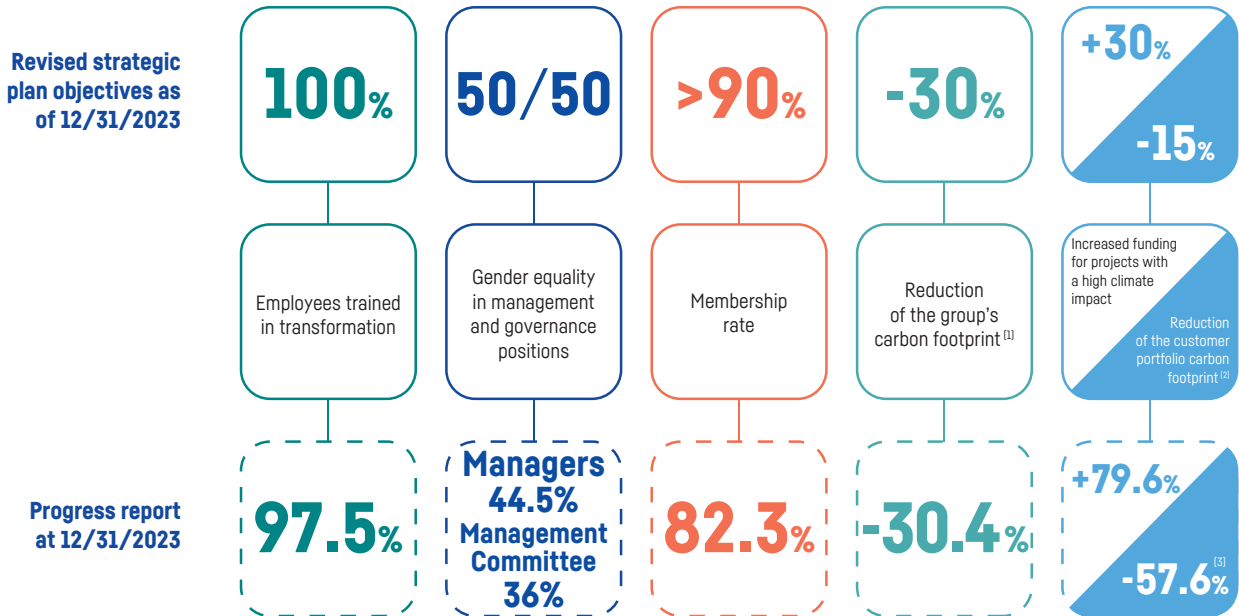 Revised strategic
plan objectives as
of 12/31/2023
100%
50/50
>90%
-30%
+30%
-15%
Employees trained
in transformation
Gender equality
in management
and governance
positions
Membership
rate
Reduction
of the group's
carbon footprint [1]
Increased funding
for projects with
a high climate
impact
Reduction
of the customer
portfolio carbon
footprint [2]
Progress report
at 12/31/2023
97.5%
Managers
44.5%
Management
Committee
36%
82.3%
-30.4%
+79.6%
-57.6% [3]